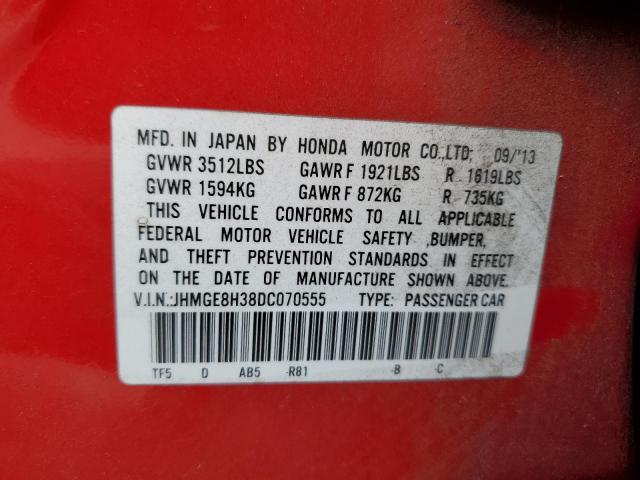 MFD. IN JAPAN BY HONDA MOTOR CO.,LTD; 09/'13
GVWR 3512LBS GAWR F 1921LBS R 1619LBS
GVWR 1594KG GAWR F 872KG R 735KG
THIS VEHICLE CONFORMS TO ALL APPLICABLE
FEDERAL MOTOR VEHICLE SAFETY ,BUMPER,
AND THEFT PREVENTION STANDARDS IN EFFECT
ON THE DATE OF MANUFACTURE SHOWN ABOVE.
V.I.N.:JHMGE8H38DC070555 TYPE: PASSENGER CAR
TF5 D AB5 -R81 -B -C